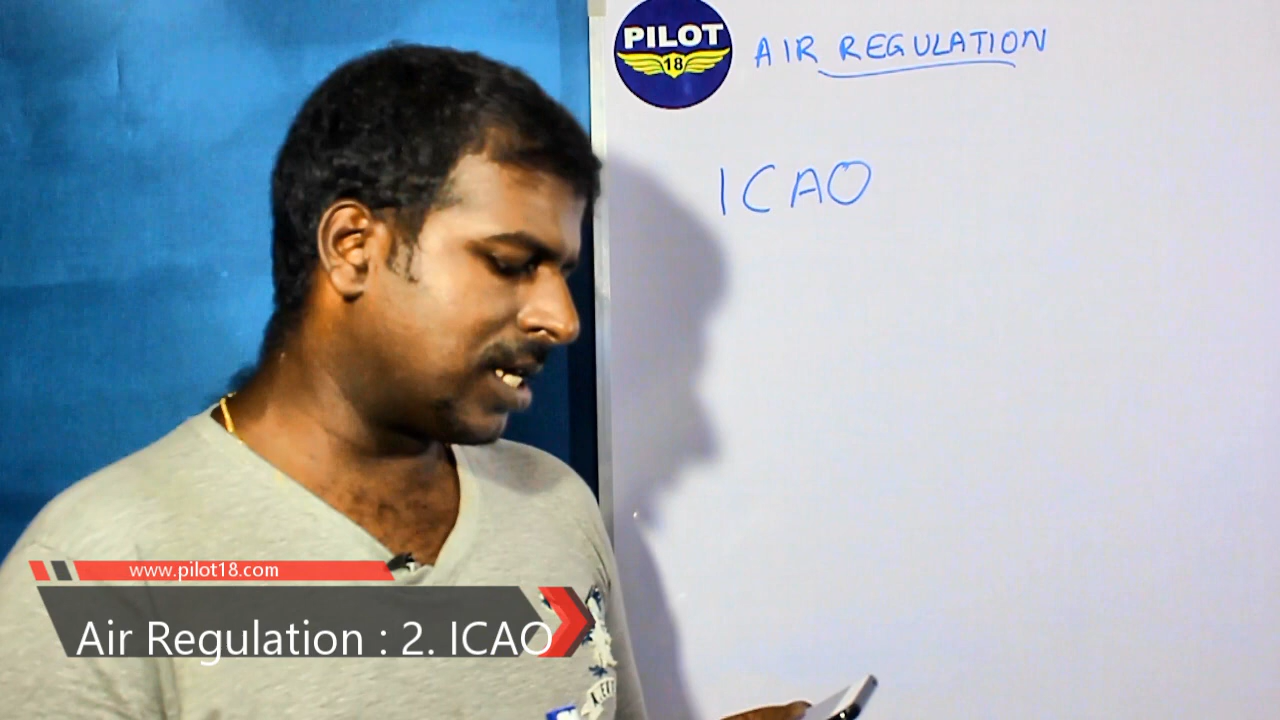 PILOT
18
AIR REGULATION
ICAO
www.pilot18.com
Air Regulation : 2. ICAO